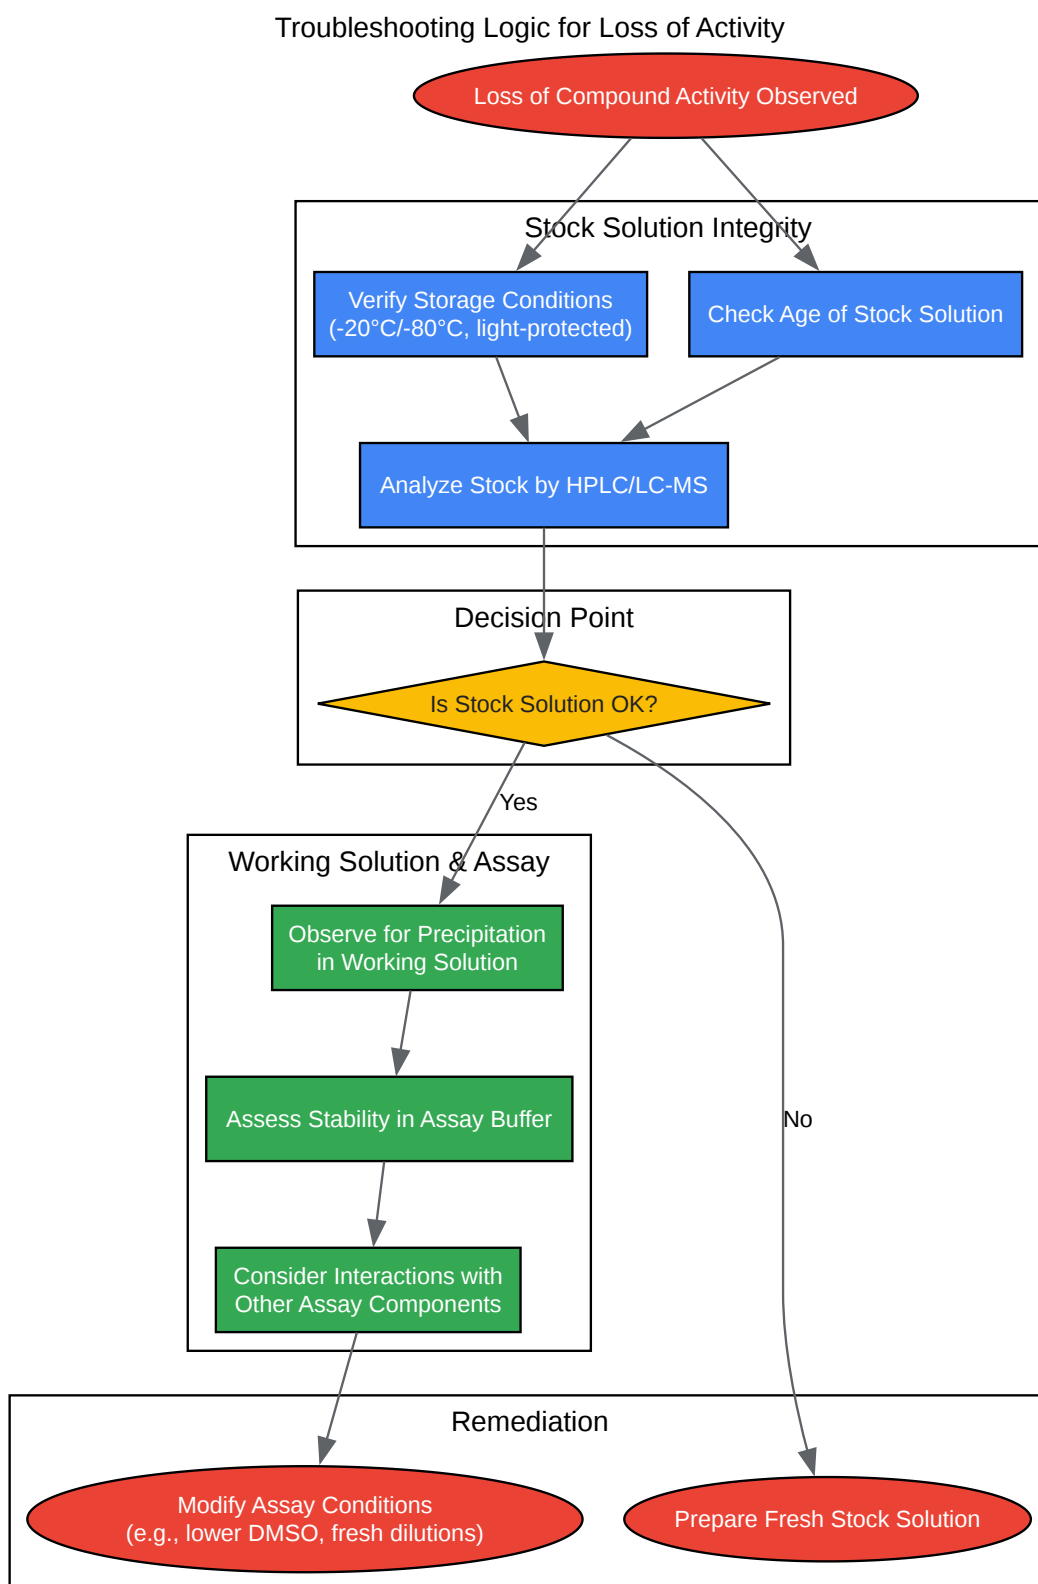 Troubleshooting Logic for Loss of Activity
Loss of Compound Activity Observed
Stock Solution Integrity
Verify Storage Conditions
(-20°C/-80°C, light-protected)
Check Age of Stock Solution
Analyze Stock by HPLC/LC-MS
Decision Point
Is Stock Solution OK?
Yes
Working Solution & Assay
Observe for Precipitation
in Working Solution
Assess Stability in Assay Buffer
No
Consider Interactions with
Other Assay Components
Remediation
Modify Assay Conditions
(e.g., lower DMSO, fresh dilutions)
Prepare Fresh Stock Solution